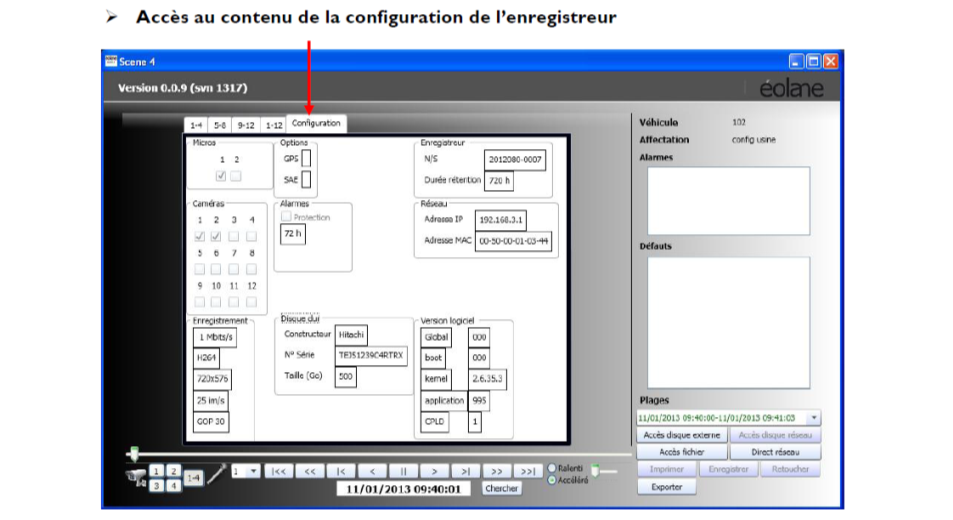 ➢ Accès au contenu de la configuration de l'enregistreur
Scene 4
Version 0.0.9 (svn 1317)
éolane
1-4 5-8 9-12 1-12 Configuration
Micros
1 2
Options
GPS
SAE
Enregistreur
N/S 2012080-0007
Durée rétention 720 h
Caméras
1 2 3 4
5 6 7 8
9 10 11 12
Alarmes
Protection
72 h
Réseau
Adresse IP 192.168.3.1
Adresse MAC 00-50-00-01-03-44
Enregistrement
1 Mbits/s
H264
720x576
25 im/s
GOP 30
Disque dur
Constructeur Hitachi
N° Série TEJ51239C4RTRX
Taille (Go) 500
Version logiciel
Global 000
boot 000
kernel 2.6.35.3
application 995
CPLD 1
Véhicule 102
Affectation config usine
Alarmes
Défauts
Plages
11/01/2013 09:40:00-11/01/2013 09:41:03
Accès disque externe Accès disque réseau
Accès fichier Direct réseau
Imprimer Enregistrer Retoucher
Exporter
1 2
3 4
1-4
1 |<< << |< < || > >| >> >>|
Ralenti
Accéléré
11/01/2013 09:40:01 Chercher